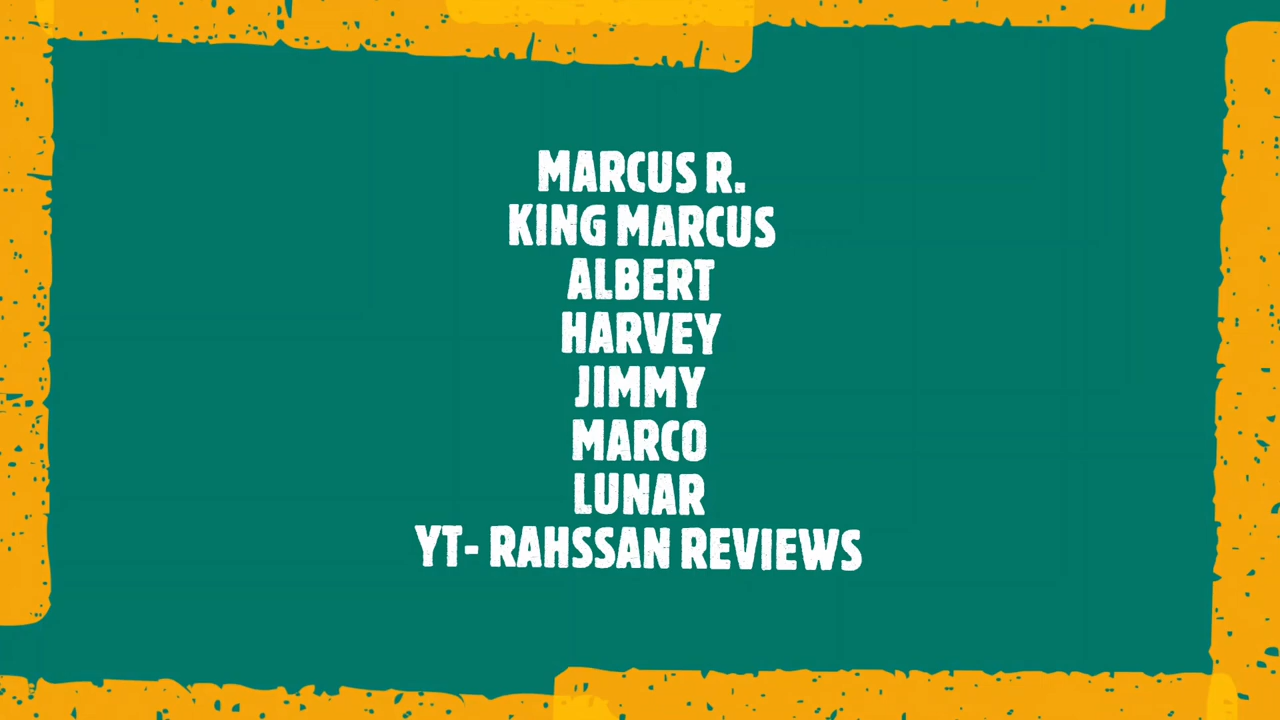 MARCUS R.
KING MARCUS
ALBERT
HARVEY
JIMMY
MARCO
LUNAR
YT- RAHSSAN REVIEWS